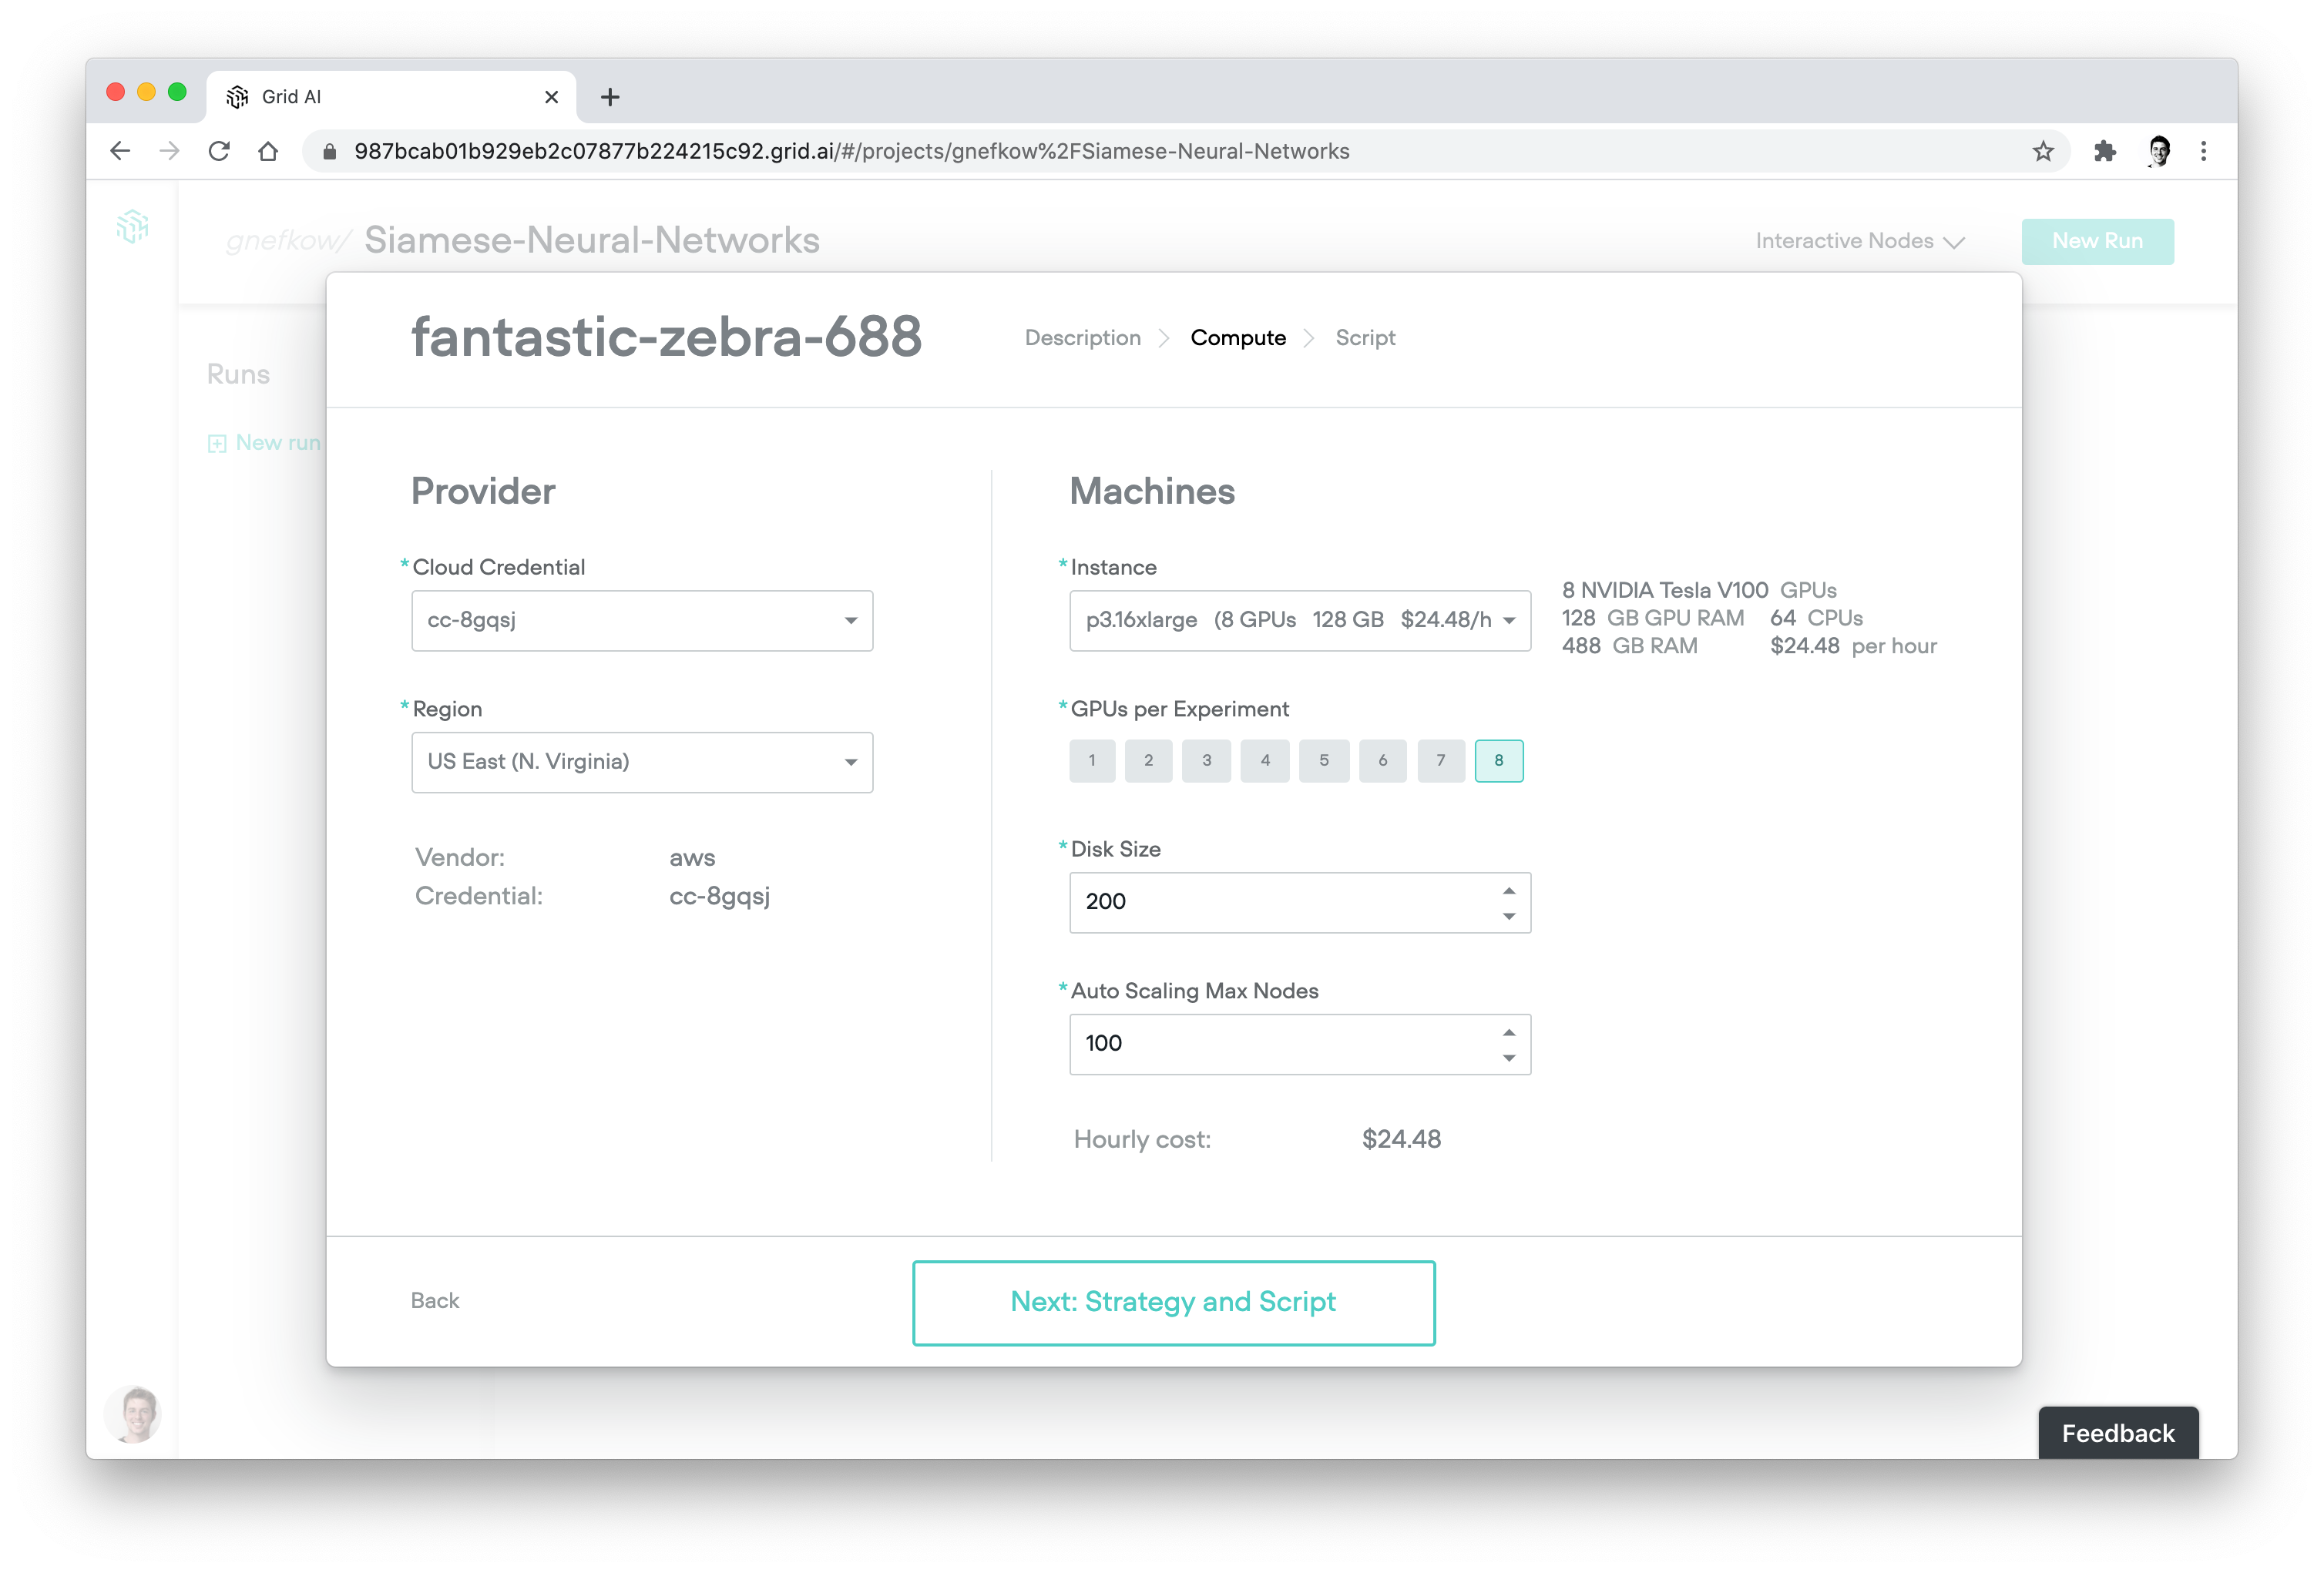 Grid AI
987bcab01b929eb2c07877b224215c92.grid.ai/#/projects/gnefkow%2FSiamese-Neural-Networks
gnefkow/ Siamese-Neural-Networks
Interactive Nodes
New Run
fantastic-zebra-688
Description
Compute
Script
Runs
New run
Provider
*Cloud Credential
cc-8gqsj
*Region
US East (N. Virginia)
Vendor: aws
Credential: cc-8gqsj
Machines
*Instance
p3.16xlarge (8 GPUs 128 GB $24.48/h
8 NVIDIA Tesla V100 GPUs
128 GB GPU RAM 64 CPUs
488 GB RAM $24.48 per hour
*GPUs per Experiment
1 2 3 4 5 6 7 8
*Disk Size
200
*Auto Scaling Max Nodes
100
Hourly cost: $24.48
Back
Next: Strategy and Script
Feedback